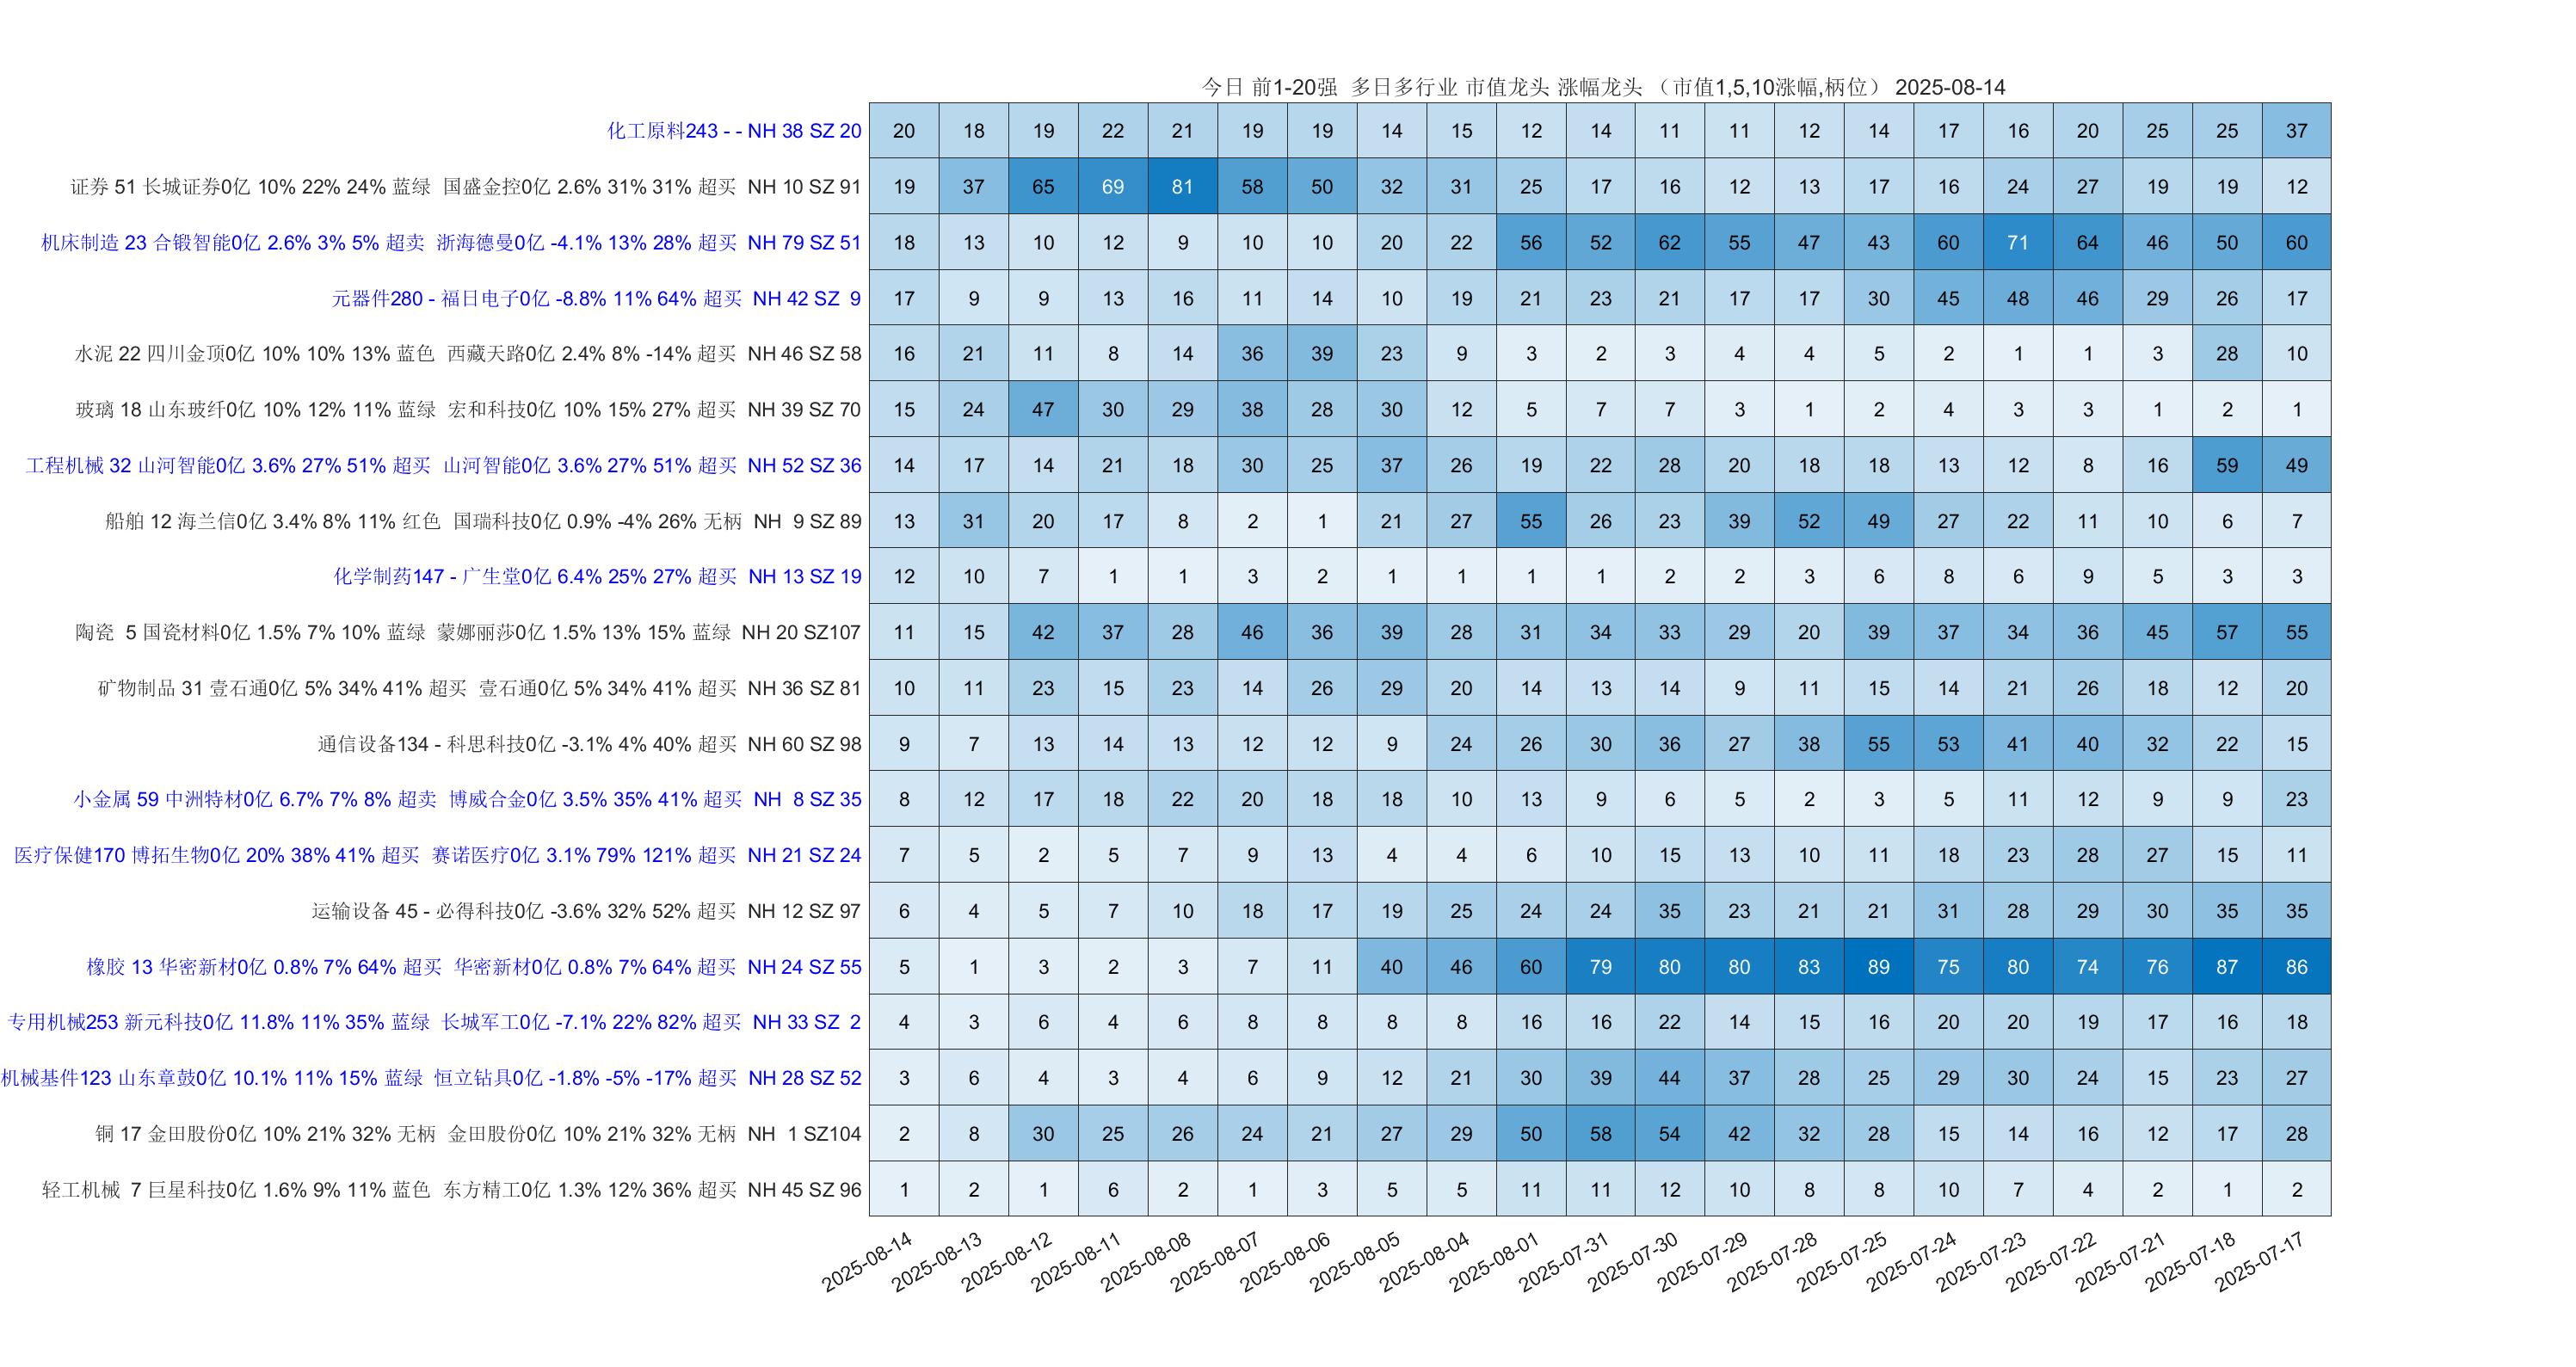 今日 前1-20强 多日多行业 市值龙头 涨幅龙头 （市值1,5,10涨幅,柄位） 2025-08-14
化工原料243 - - NH 38 SZ 20 20 18 19 22 21 19 19 14 15 12 14 11 11 12 14 17 16 20 25 25 37
证券 51 长城证券0亿 10% 22% 24% 蓝绿 国盛金控0亿 2.6% 31% 31% 超买 NH 10 SZ 91 19 37 65 69 81 58 50 32 31 25 17 16 12 13 17 16 24 27 19 19 12
机床制造 23 合锻智能0亿 2.6% 3% 5% 超卖 浙海德曼0亿 -4.1% 13% 28% 超买 NH 79 SZ 51 18 13 10 12 9 10 10 20 22 56 52 62 55 47 43 60 71 64 46 50 60
元器件280 - 福日电子0亿 -8.8% 11% 64% 超买 NH 42 SZ 9 17 9 9 13 16 11 14 10 19 21 23 21 17 17 30 45 48 46 29 26 17
水泥 22 四川金顶0亿 10% 10% 13% 蓝色 西藏天路0亿 2.4% 8% -14% 超买 NH 46 SZ 58 16 21 11 8 14 36 39 23 9 3 2 3 4 4 5 2 1 1 3 28 10
玻璃 18 山东玻纤0亿 10% 12% 11% 蓝绿 宏和科技0亿 10% 15% 27% 超买 NH 39 SZ 70 15 24 47 30 29 38 28 30 12 5 7 7 3 1 2 4 3 3 1 2 1
工程机械 32 山河智能0亿 3.6% 27% 51% 超买 山河智能0亿 3.6% 27% 51% 超买 NH 52 SZ 36 14 17 14 21 18 30 25 37 26 19 22 28 20 18 18 13 12 8 16 59 49
船舶 12 海兰信0亿 3.4% 8% 11% 红色 国瑞科技0亿 0.9% -4% 26% 无柄 NH 9 SZ 89 13 31 20 17 8 2 1 21 27 55 26 23 39 52 49 27 22 11 10 6 7
化学制药147 - 广生堂0亿 6.4% 25% 27% 超买 NH 13 SZ 19 12 10 7 1 1 3 2 1 1 1 1 2 2 3 6 8 6 9 5 3 3
陶瓷 5 国瓷材料0亿 1.5% 7% 10% 蓝绿 蒙娜丽莎0亿 1.5% 13% 15% 蓝绿 NH 20 SZ107 11 15 42 37 28 46 36 39 28 31 34 33 29 20 39 37 34 36 45 57 55
矿物制品 31 壹石通0亿 5% 34% 41% 超买 壹石通0亿 5% 34% 41% 超买 NH 36 SZ 81 10 11 23 15 23 14 26 29 20 14 13 14 9 11 15 14 21 26 18 12 20
通信设备134 - 科思科技0亿 -3.1% 4% 40% 超买 NH 60 SZ 98 9 7 13 14 13 12 12 9 24 26 30 36 27 38 55 53 41 40 32 22 15
小金属 59 中洲特材0亿 6.7% 7% 8% 超卖 博威合金0亿 3.5% 35% 41% 超买 NH 8 SZ 35 8 12 17 18 22 20 18 18 10 13 9 6 5 2 3 5 11 12 9 9 23
医疗保健170 博拓生物0亿 20% 38% 41% 超买 赛诺医疗0亿 3.1% 79% 121% 超买 NH 21 SZ 24 7 5 2 5 7 9 13 4 4 6 10 15 13 10 11 18 23 28 27 15 11
运输设备 45 - 必得科技0亿 -3.6% 32% 52% 超买 NH 12 SZ 97 6 4 5 7 10 18 17 19 25 24 24 35 23 21 21 31 28 29 30 35 35
橡胶 13 华密新材0亿 0.8% 7% 64% 超买 华密新材0亿 0.8% 7% 64% 超买 NH 24 SZ 55 5 1 3 2 3 7 11 40 46 60 79 80 80 83 89 75 80 74 76 87 86
专用机械253 新元科技0亿 11.8% 11% 35% 蓝绿 长城军工0亿 -7.1% 22% 82% 超买 NH 33 SZ 2 4 3 6 4 6 8 8 8 8 16 16 22 14 15 16 20 20 19 17 16 18
机械基件123 山东章鼓0亿 10.1% 11% 15% 蓝绿 恒立钻具0亿 -1.8% -5% -17% 超买 NH 28 SZ 52 3 6 4 3 4 6 9 12 21 30 39 44 37 28 25 29 30 24 15 23 27
铜 17 金田股份0亿 10% 21% 32% 无柄 金田股份0亿 10% 21% 32% 无柄 NH 1 SZ104 2 8 30 25 26 24 21 27 29 50 58 54 42 32 28 15 14 16 12 17 28
轻工机械 7 巨星科技0亿 1.6% 9% 11% 蓝色 东方精工0亿 1.3% 12% 36% 超买 NH 45 SZ 96 1 2 1 6 2 1 3 5 5 11 11 12 10 8 8 10 7 4 2 1 2
2025-08-14 2025-08-13 2025-08-12 2025-08-11 2025-08-08 2025-08-07 2025-08-06 2025-08-05 2025-08-04 2025-08-01 2025-07-31 2025-07-30 2025-07-29 2025-07-28 2025-07-25 2025-07-24 2025-07-23 2025-07-22 2025-07-21 2025-07-18 2025-07-17